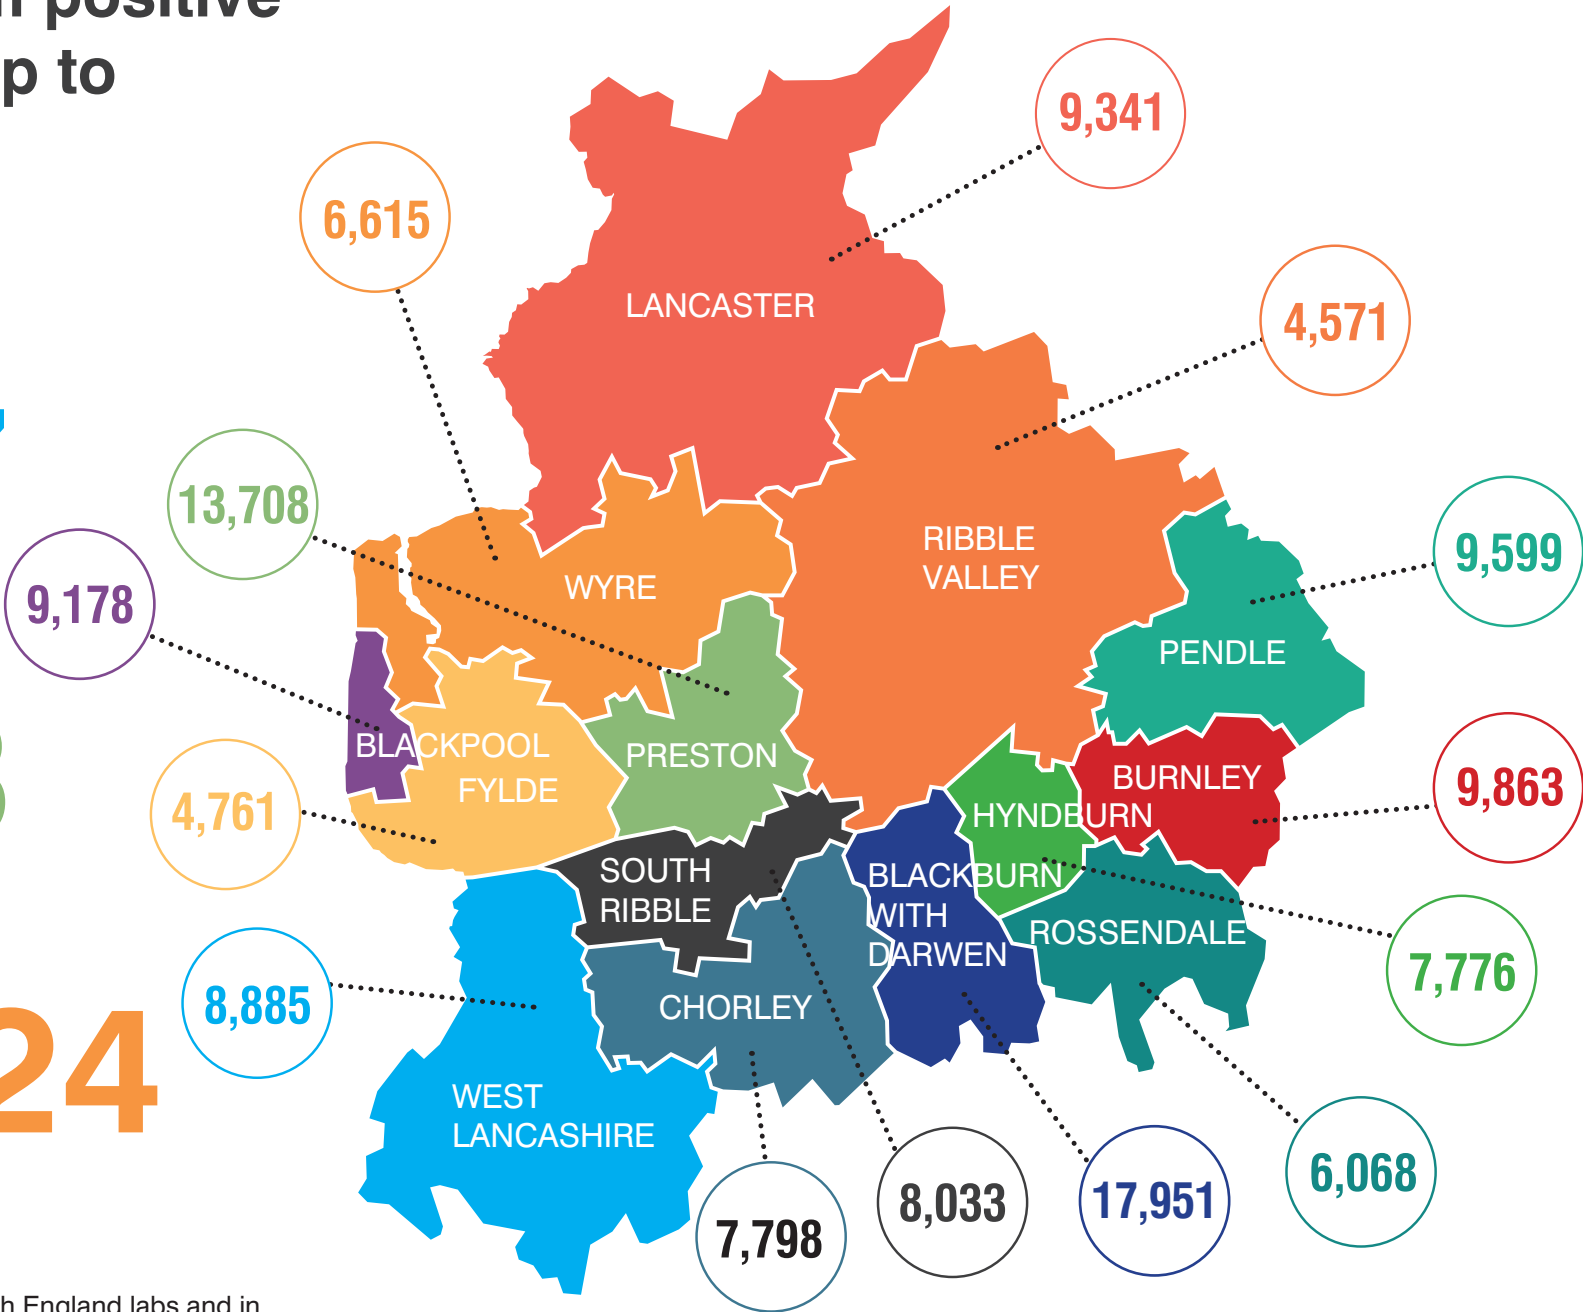 positive
p to
9,341
6,615
LANCASTER
4,571
13,708
RIBBLE
VALLEY
9,599
WYRE
9,178
PENDLE
BLACKPOOL
PRESTON
FYLDE
BURNLEY
9,863
4,761
HYNDBURN
SOUTH
RIBBLE
BLACKBURN
WITH
DARWEN
ROSSENDALE
7,776
8,885
CHORLEY
24
WEST
LANCASHIRE
6,068
8,033
17,951
7,798
h England labs and in